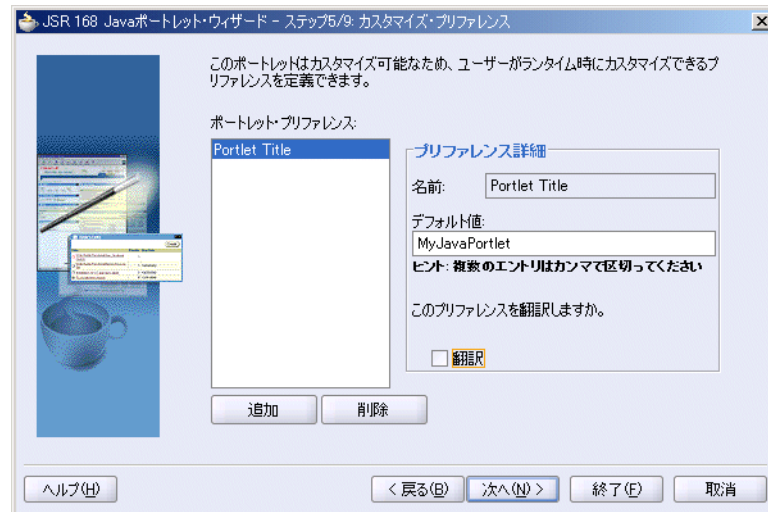 JSR 168 Javaポートレット・ウィザード - ステップ5/9: カスタマイズ・プリファレンス
このポートレットはカスタマイズ可能なため、ユーザーがランタイム時にカスタマイズできるプ
リファレンスを定義できます。
ポートレット・プリファレンス:
Portlet Title
プリファレンス詳細
名前: Portlet Title
デフォルト値:
MyJavaPortlet
ヒント: 複数のエントリはカンマで区切ってください
このプリファレンスを翻訳しますか。
翻訳
追加 削除
ヘルプ(H) < 戻る(B) 次へ(N) > 終了(F) 取消